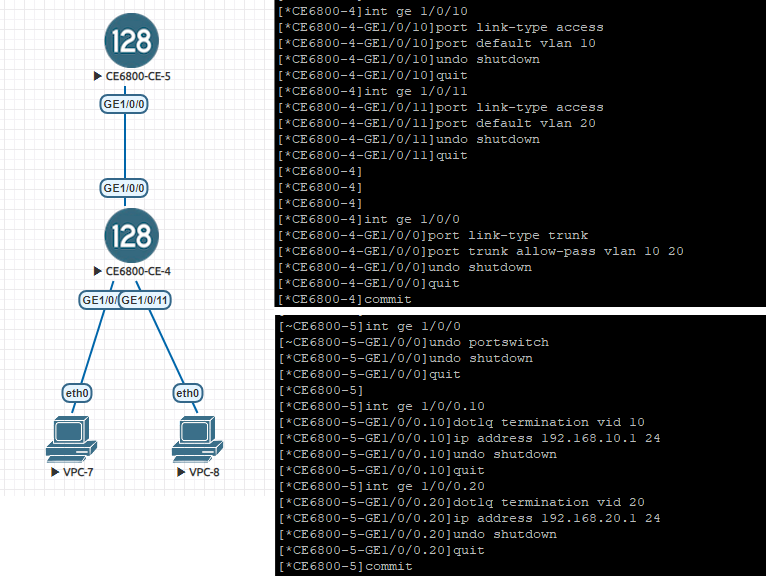 128
CE6800-CE-5
GE1/0/0
GE1/0/0
128
CE6800-CE-4
GE1/0/ GE1/0/11
eth0 eth0
VPC-7 VPC-8
[*CE6800-4]int ge 1/0/10
[*CE6800-4-GE1/0/10]port link-type access
[*CE6800-4-GE1/0/10]port default vlan 10
[*CE6800-4-GE1/0/10]undo shutdown
[*CE6800-4-GE1/0/10]quit
[*CE6800-4]int ge 1/0/11
[*CE6800-4-GE1/0/11]port link-type access
[*CE6800-4-GE1/0/11]port default vlan 20
[*CE6800-4-GE1/0/11]undo shutdown
[*CE6800-4-GE1/0/11]quit
[*CE6800-4]
[*CE6800-4]
[*CE6800-4]
[*CE6800-4]int ge 1/0/0
[*CE6800-4-GE1/0/0]port link-type trunk
[*CE6800-4-GE1/0/0]port trunk allow-pass vlan 10 20
[*CE6800-4-GE1/0/0]undo shutdown
[*CE6800-4-GE1/0/0]quit
[*CE6800-4]commit
[~CE6800-5]int ge 1/0/0
[~CE6800-5-GE1/0/0]undo portswitch
[*CE6800-5-GE1/0/0]undo shutdown
[*CE6800-5-GE1/0/0]quit
[*CE6800-5]
[*CE6800-5]int ge 1/0/0.10
[*CE6800-5-GE1/0/0.10]dot1q termination vid 10
[*CE6800-5-GE1/0/0.10]ip address 192.168.10.1 24
[*CE6800-5-GE1/0/0.10]undo shutdown
[*CE6800-5-GE1/0/0.10]quit
[*CE6800-5]int ge 1/0/0.20
[*CE6800-5-GE1/0/0.20]dot1q termination vid 20
[*CE6800-5-GE1/0/0.20]ip address 192.168.20.1 24
[*CE6800-5-GE1/0/0.20]undo shutdown
[*CE6800-5-GE1/0/0.20]quit
[*CE6800-5]commit